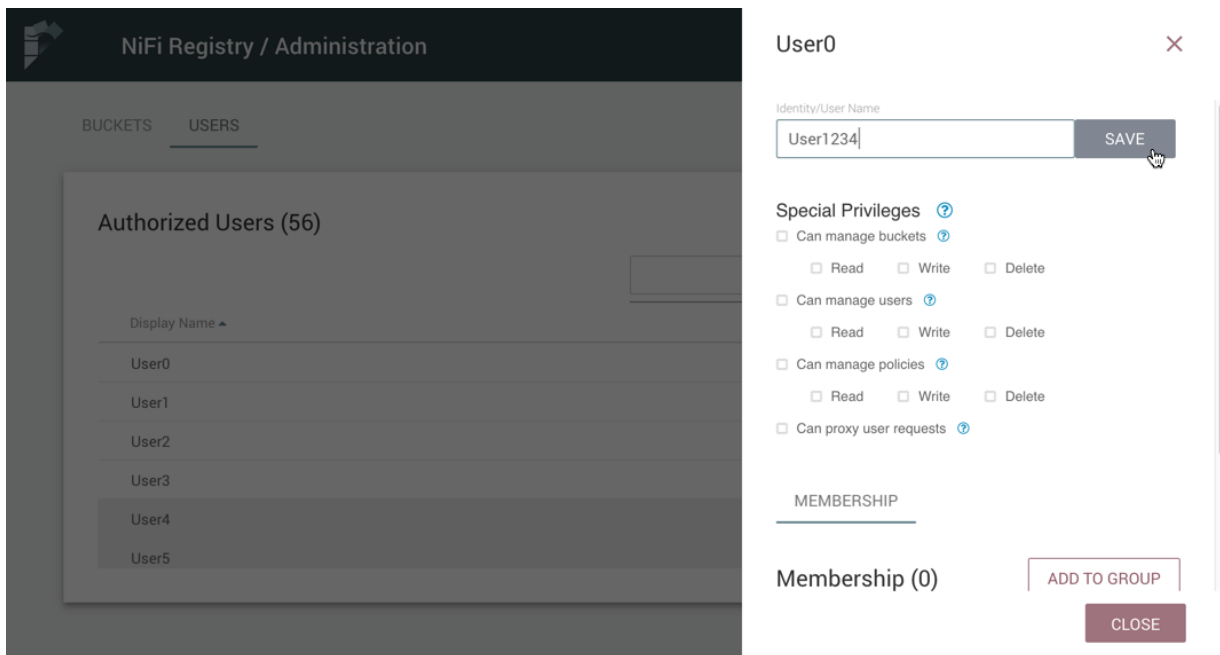 NiFi Registry / Administration
BUCKETS USERS
Authorized Users (56)
Display Name
User0
User1
User2
User3
User4
User5
User0
Identity/User Name
User1234 SAVE
Special Privileges ?
Can manage buckets ?
Read Write Delete
Can manage users ?
Read Write Delete
Can manage policies ?
Read Write Delete
Can proxy user requests ?
MEMBERSHIP
Membership (0) ADD TO GROUP
CLOSE